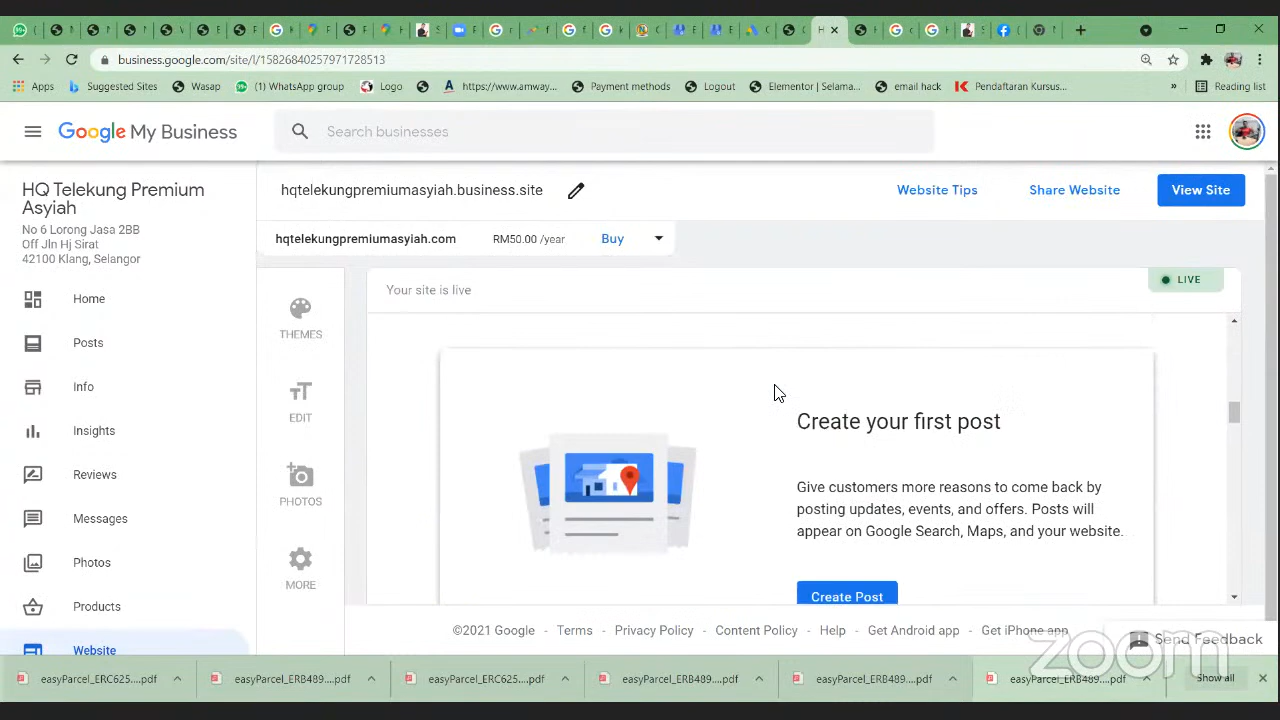 business.google.com/site/l/15826840257971728513
Apps
Suggested Sites
Wasap
(1) WhatsApp group
Logo
https://www.amway...
Payment methods
Logout
Elementor | Selama...
email hack
Pendaftaran Kursus...
»
Reading list
Google My Business
Search businesses
HQ Telekung Premium
Asyiah
No 6 Lorong Jasa 2BB
Off Jln Hj Sirat
42100 Klang, Selangor
Home
Posts
Info
Insights
Reviews
Messages
Photos
Products
Website
hqtelekungpremiumasyiah.business.site
Website Tips
Share Website
View Site
hqtelekungpremiumasyiah.com
RM50.00 /year
Buy
THEMES
EDIT
PHOTOS
MORE
Your site is live
LIVE
Create your first post
Give customers more reasons to come back by
posting updates, events, and offers. Posts will
appear on Google Search, Maps, and your website.
Create Post
©2021 Google - Terms - Privacy Policy - Content Policy - Help - Get Android app - Get iPhone app
Send Feedback
zoom
easyParcel_ERC625....pdf
easyParcel_ERB489....pdf
easyParcel_ERC625....pdf
easyParcel_ERB489....pdf
easyParcel_ERB489....pdf
easyParcel_ERB489....pdf
Show all